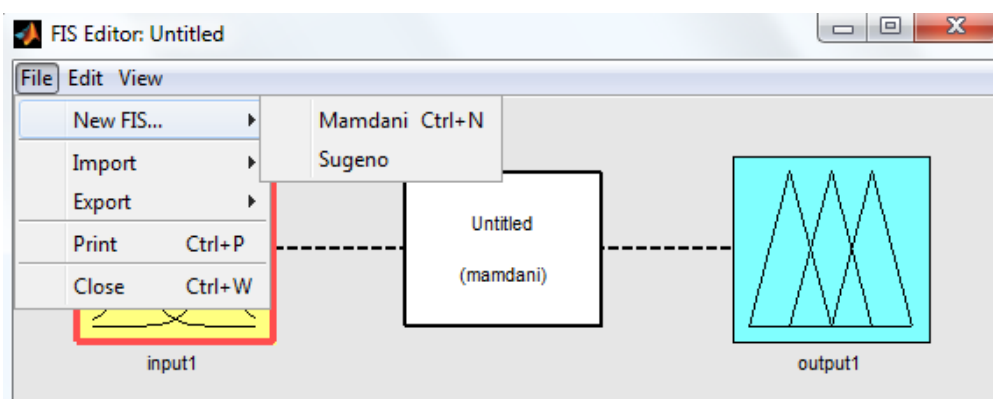 FIS Editor: Untitled
File Edit View
New FIS...
Mamdani Ctrl+N
Import
Sugeno
Export
Print Ctrl+P
Close Ctrl+W
Untitled
(mamdani)
input1
output1